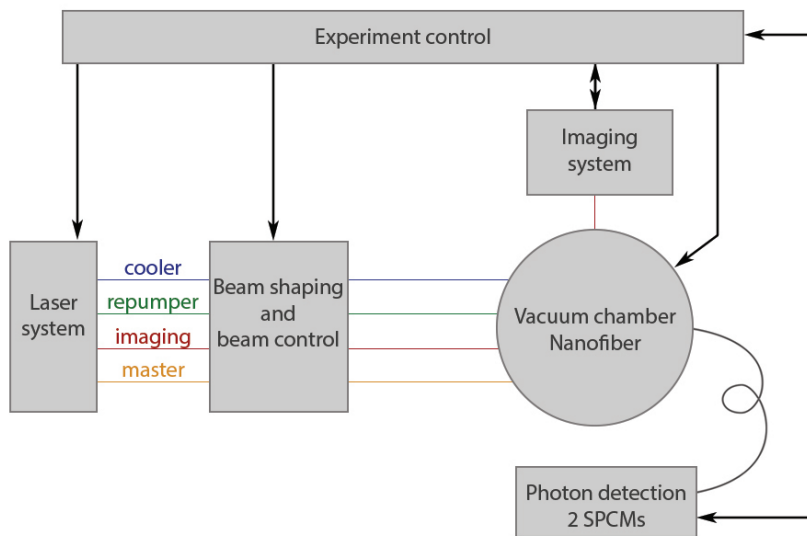 Experiment control
Imaging
system
Laser
system
cooler
repumper
imaging
master
Beam shaping
and
beam control
Vacuum chamber
Nanofiber
Photon detection
2 SPCMs